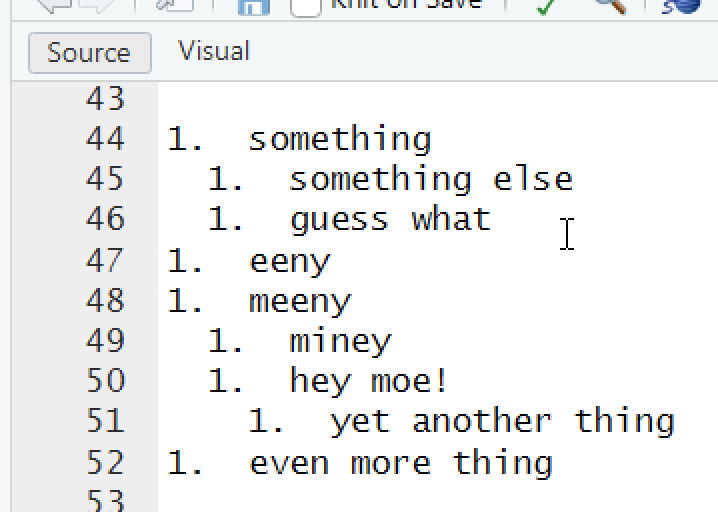 Knit on Save
Source Visual
43
44 1.  something
45   1.  something else
46   1.  guess what
47 1.  eeny
48 1.  meeny
49   1.  miney
50   1.  hey moe!
51     1.  yet another thing
52 1.  even more thing
53